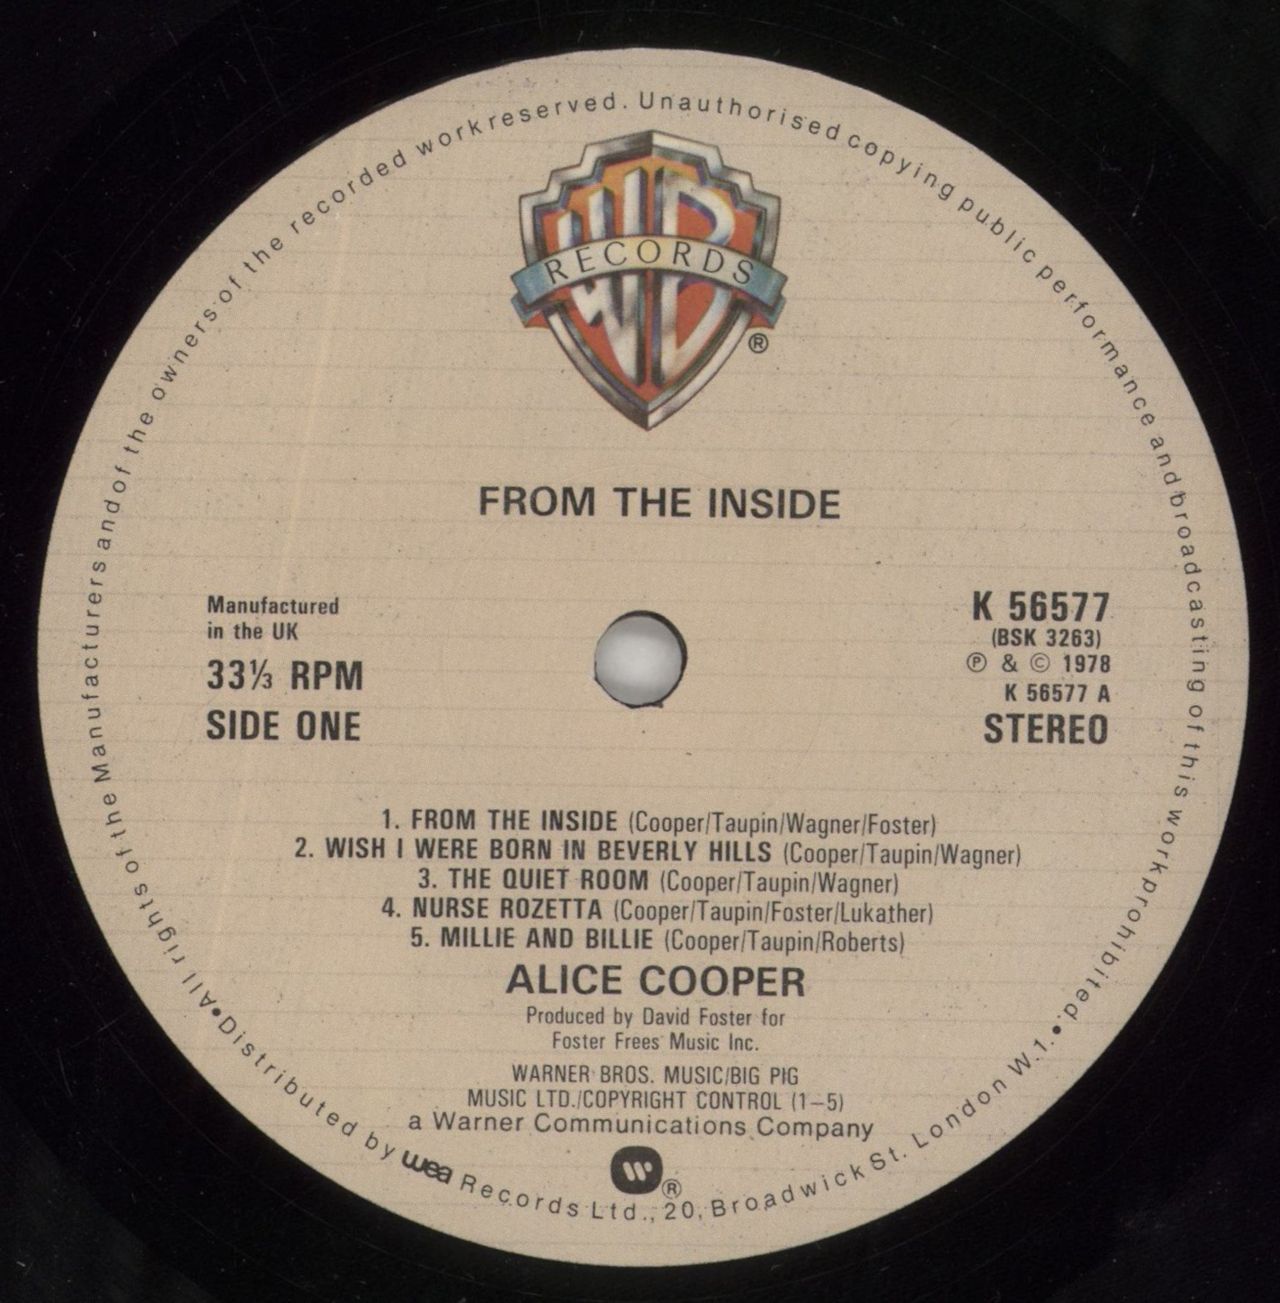 All rights of the Manufacturers and of the owners of the recorded work reserved. Unauthorised copying public performance and broadcasting of this work prohibited.
WB
RECORDS
®
FROM THE INSIDE
Manufactured
in the UK
33⅓ RPM
SIDE ONE
K 56577
(BSK 3263)
℗ & © 1978
K 56577 A
STEREO
1. FROM THE INSIDE (Cooper/Taupin/Wagner/Foster)
2. WISH I WERE BORN IN BEVERLY HILLS (Cooper/Taupin/Wagner)
3. THE QUIET ROOM (Cooper/Taupin/Wagner)
4. NURSE ROZETTA (Cooper/Taupin/Foster/Lukather)
5. MILLIE AND BILLIE (Cooper/Taupin/Roberts)
ALICE COOPER
Produced by David Foster for
Foster Frees Music Inc.
WARNER BROS. MUSIC/BIG PIG
MUSIC LTD./COPYRIGHT CONTROL (1–5)
a Warner Communications Company
®
•Distributed by wea Records Ltd., 20, Broadwick St. London W.1.•